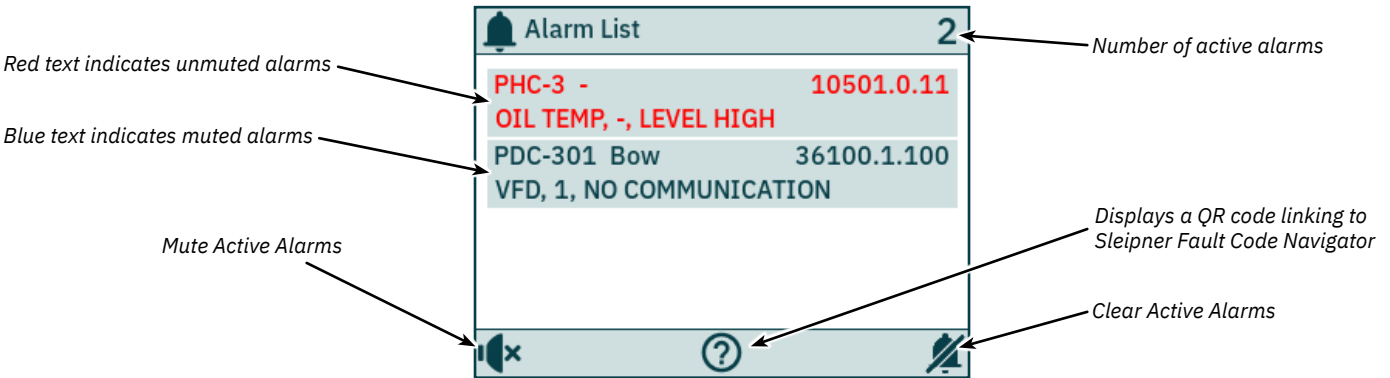 Alarm List 2
Number of active alarms
Red text indicates unmuted alarms
PHC-3 - 10501.0.11
OIL TEMP, -, LEVEL HIGH
Blue text indicates muted alarms
PDC-301 Bow 36100.1.100
VFD, 1, NO COMMUNICATION
Displays a QR code linking to
Sleipner Fault Code Navigator
Mute Active Alarms
Clear Active Alarms
?